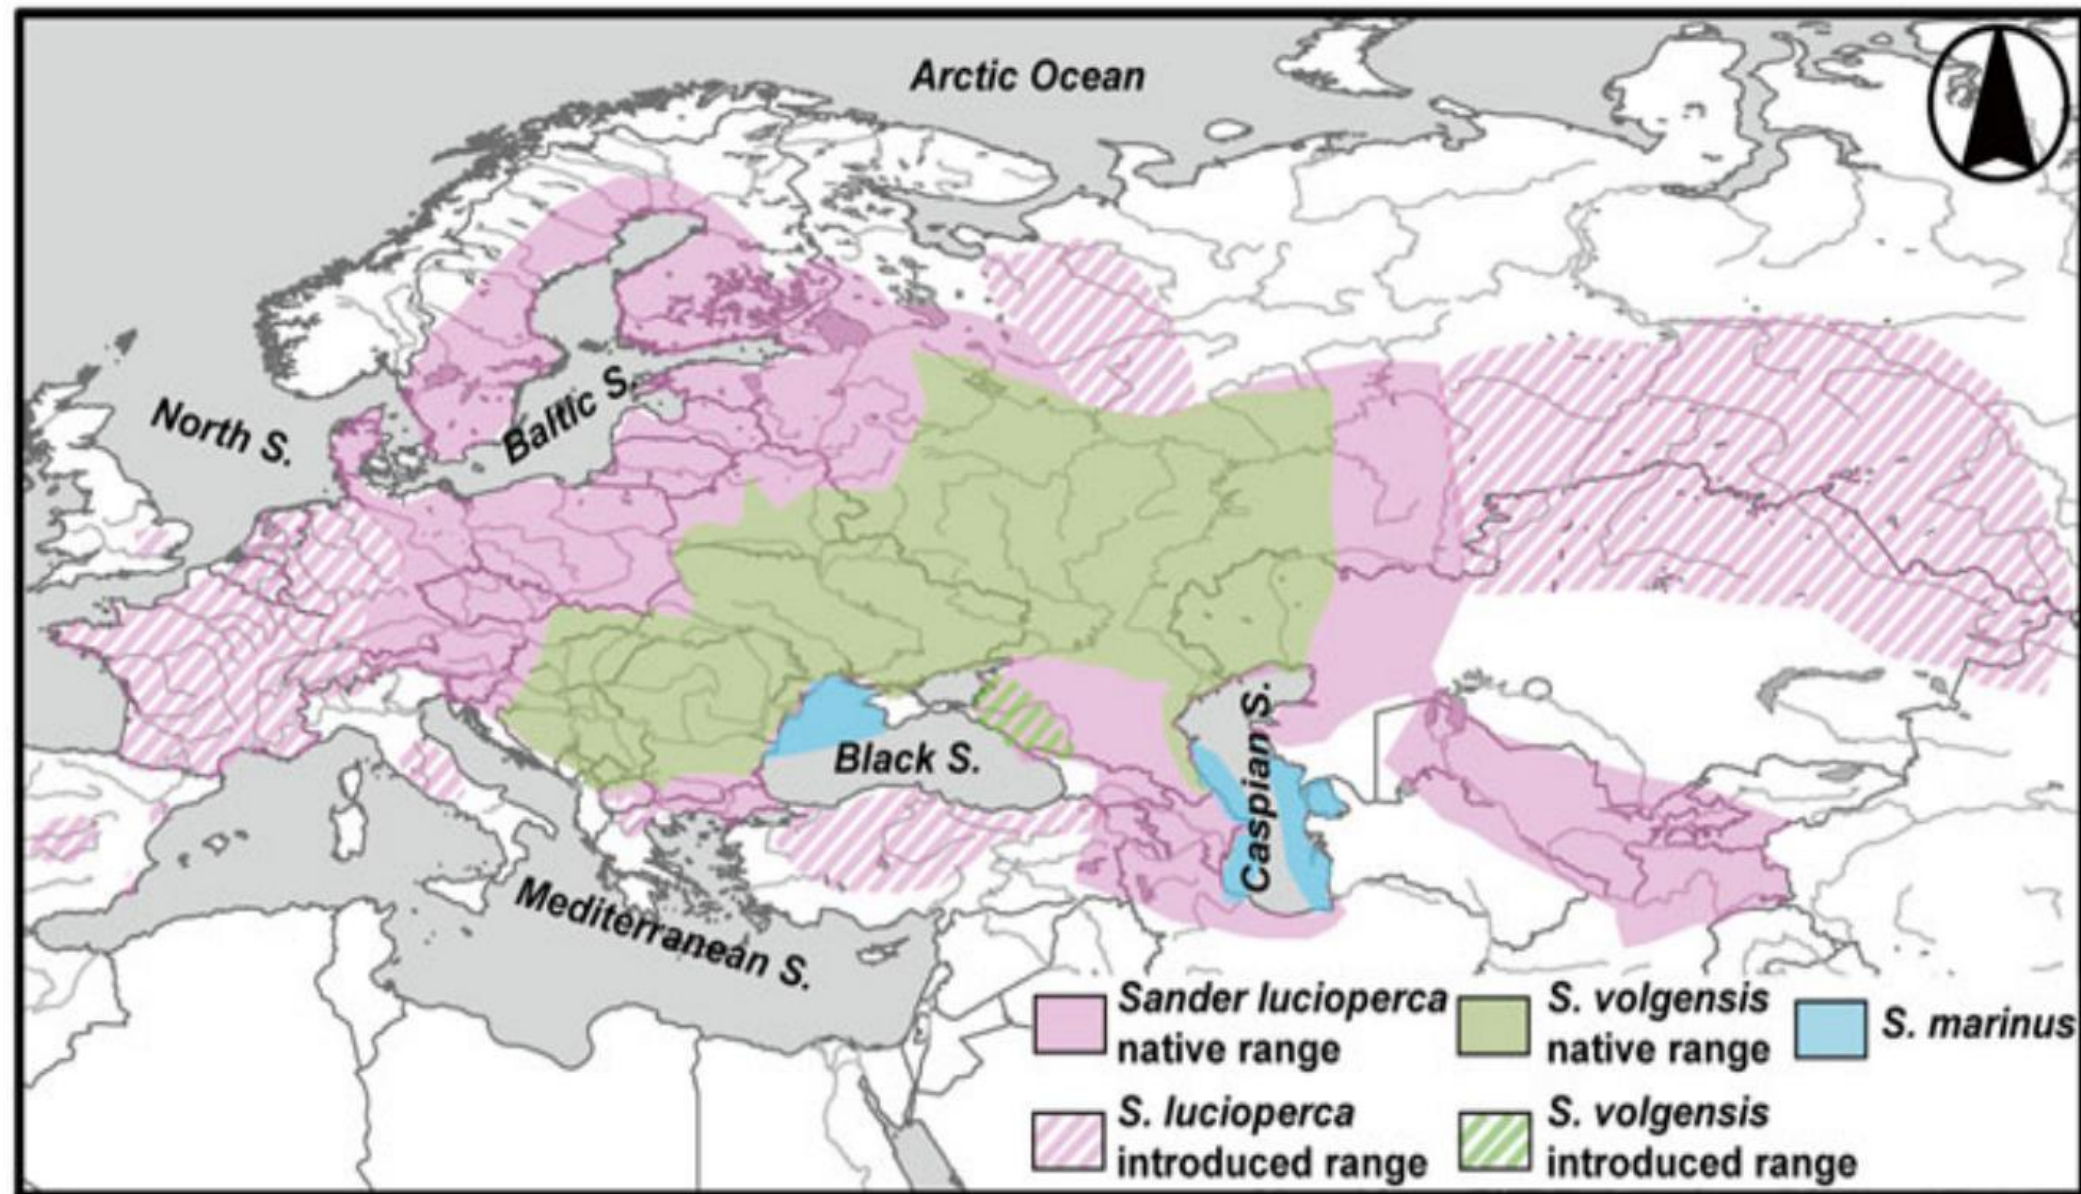 Arctic Ocean
North S.
Baltic S.
Black S.
Caspian S.
Mediterranean S.
Sander lucioperca
native range
S. volgensis
native range
S. marinus
S. lucioperca
introduced range
S. volgensis
introduced range